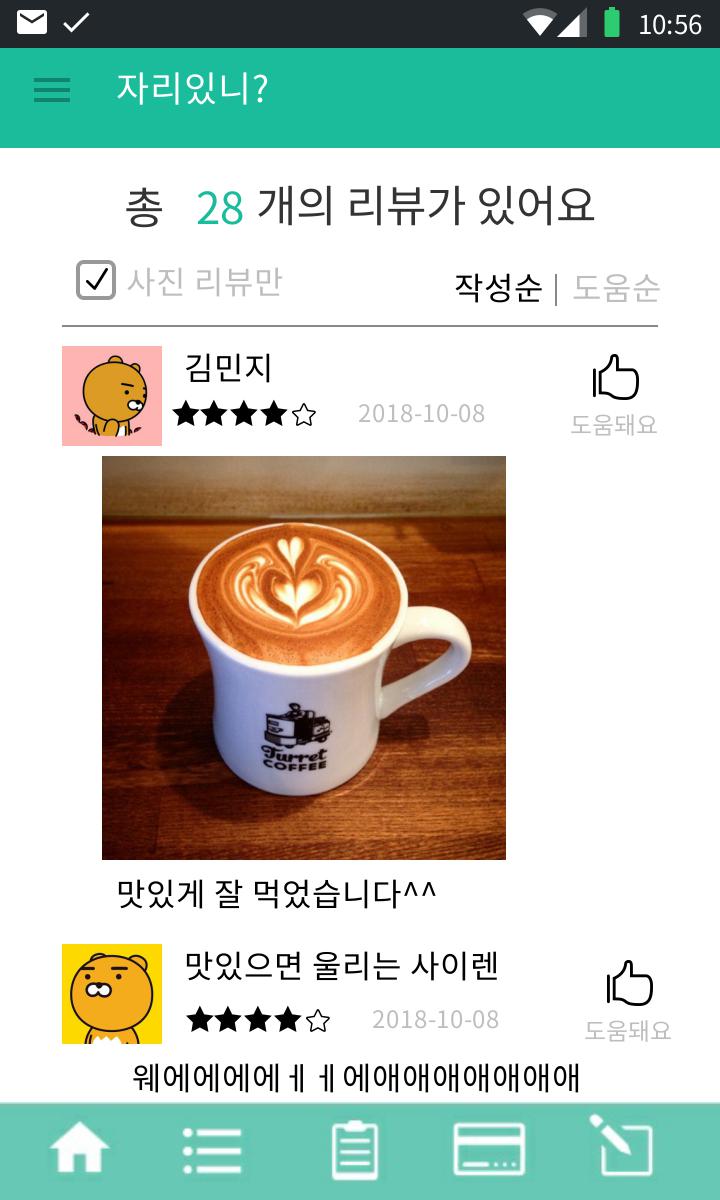 10:56
자리있니?
총 28 개의 리뷰가 있어요
사진 리뷰만
작성순 | 도움순
김민지
2018-10-08
도움돼요
Turret
COFFEE
맛있게 잘 먹었습니다^^
맛있으면 울리는 사이렌
2018-10-08
도움돼요
웨에에에에ㅔㅔ에애애애애애애애